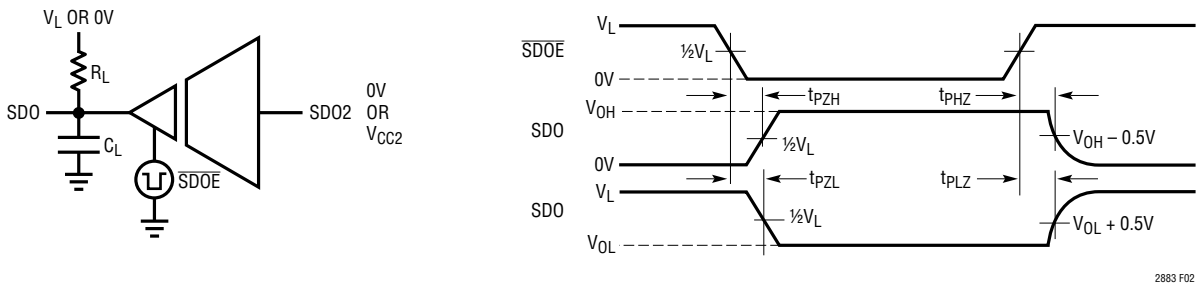 V_L OR 0V
R_L
SDO
C_L
SDOE
SDO2
0V
OR
V_CC2
SDOE
V_L
½V_L
0V
t_PZH
t_PHZ
SDO
V_OH
½V_L
V_OH – 0.5V
0V
t_PZL
t_PLZ
SDO
V_L
½V_L
V_OL + 0.5V
V_OL
2883 F02